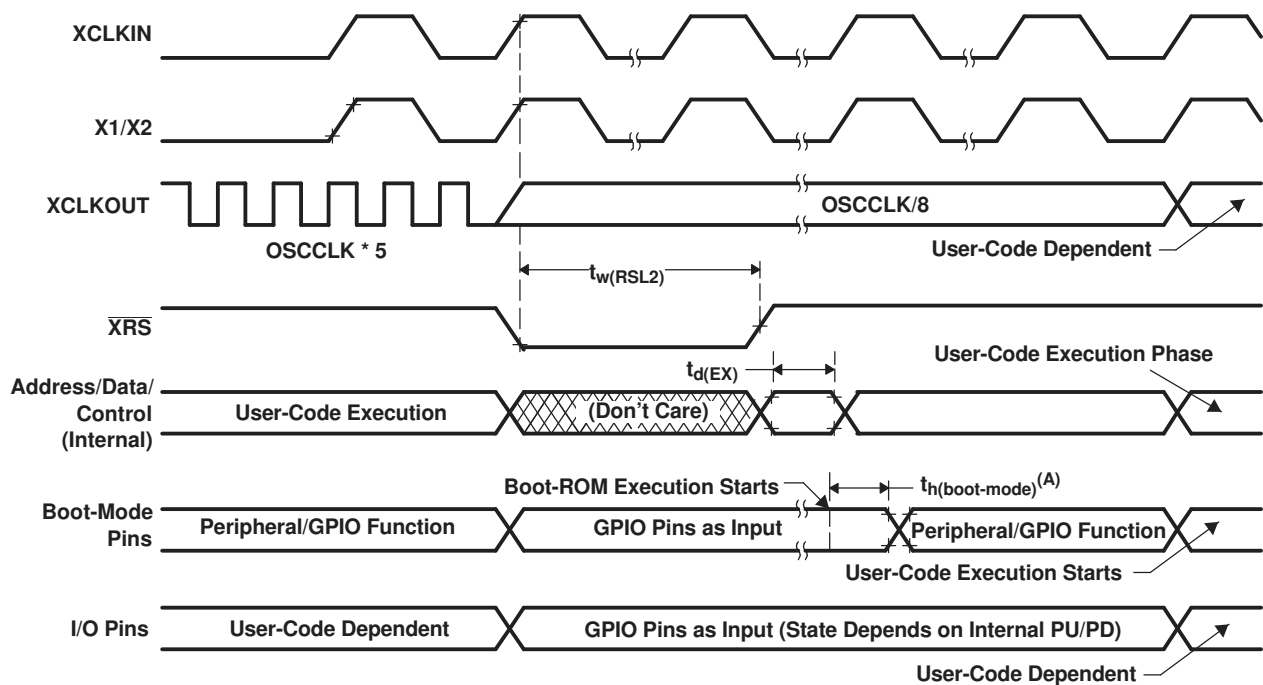 XCLKIN
X1/X2
XCLKOUT
OSCCLK * 5
OSCCLK/8
User-Code Dependent
tw(RSL2)
XRS
td(EX)
User-Code Execution Phase
Address/Data/
Control
(Internal)
User-Code Execution
(Don't Care)
Boot-ROM Execution Starts
th(boot-mode)(A)
Boot-Mode
Pins
Peripheral/GPIO Function
GPIO Pins as Input
Peripheral/GPIO Function
User-Code Execution Starts
I/O Pins
User-Code Dependent
GPIO Pins as Input (State Depends on Internal PU/PD)
User-Code Dependent